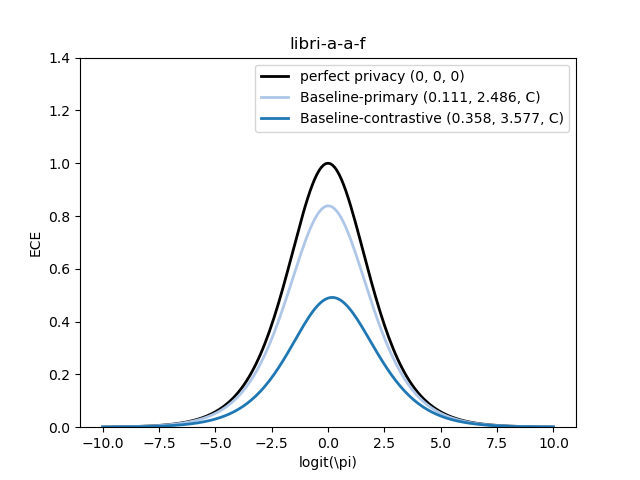 libri-a-a-f
perfect privacy (0, 0, 0)
Baseline-primary (0.111, 2.486, C)
Baseline-contrastive (0.358, 3.577, C)
1.4
1.2
1.0
0.8
0.6
0.4
0.2
0.0
ECE
−10.0 −7.5 −5.0 −2.5 0.0 2.5 5.0 7.5 10.0
logit(\pi)